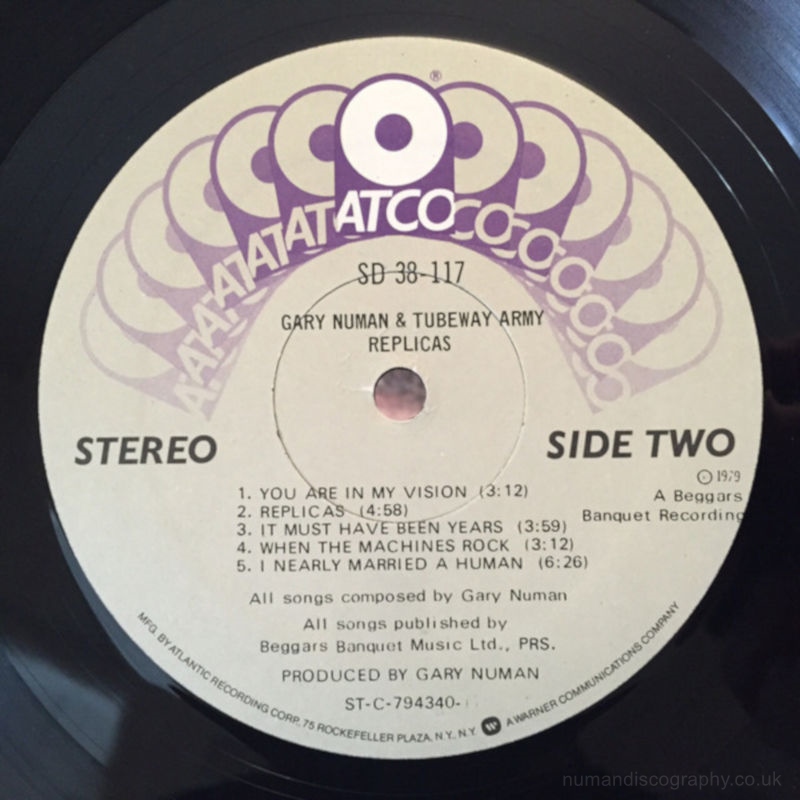 ®
ATATATATATCOCOCOCOCO
SD 38-117
GARY NUMAN & TUBEWAY ARMY
REPLICAS
STEREO
SIDE TWO
1979
A Beggars
Banquet Recording
1. YOU ARE IN MY VISION (3:12)
2. REPLICAS (4:58)
3. IT MUST HAVE BEEN YEARS (3:59)
4. WHEN THE MACHINES ROCK (3:12)
5. I NEARLY MARRIED A HUMAN (6:26)
All songs composed by Gary Numan
All songs published by
Beggars Banquet Music Ltd., PRS.
PRODUCED BY GARY NUMAN
ST-C-794340-
MFG. BY ATLANTIC RECORDING CORP., 75 ROCKEFELLER PLAZA, N.Y., N.Y. A WARNER COMMUNICATIONS COMPANY
numandiscography.co.uk